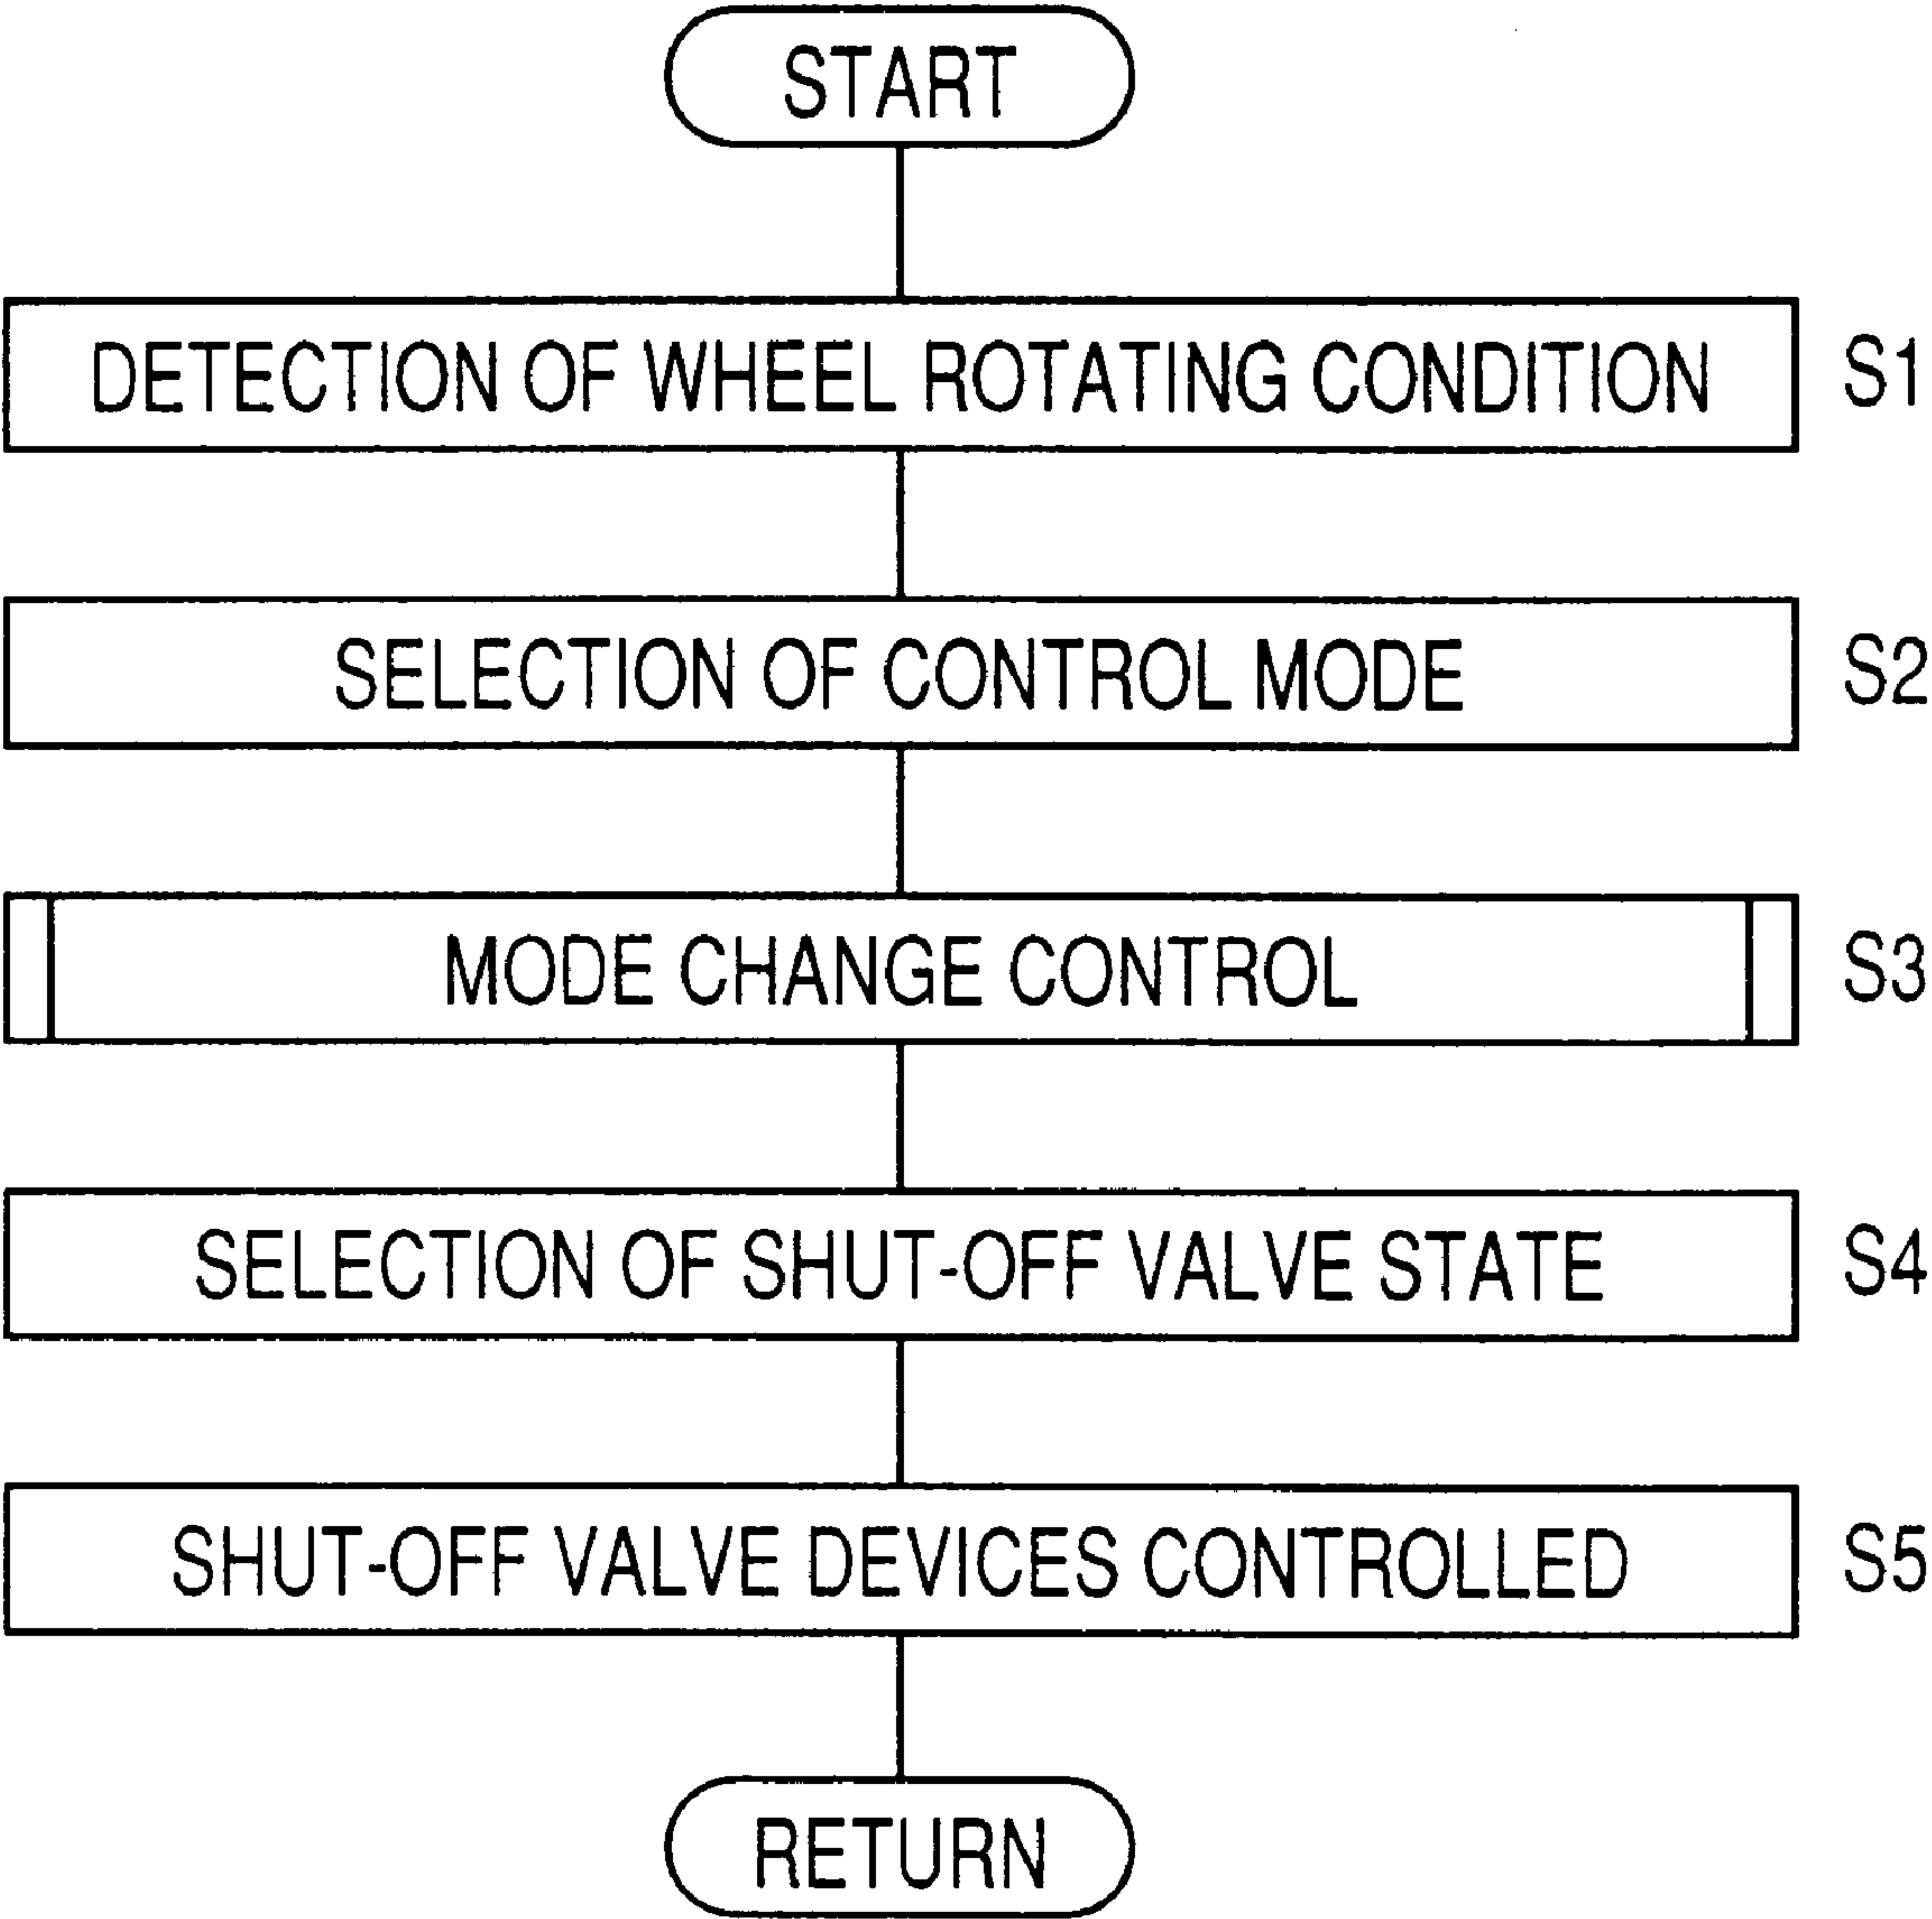 START
DETECTION OF WHEEL ROTATING CONDITION S1
SELECTION OF CONTROL MODE S2
MODE CHANGE CONTROL S3
SELECTION OF SHUT-OFF VALVE STATE S4
SHUT-OFF VALVE DEVICES CONTROLLED S5
RETURN